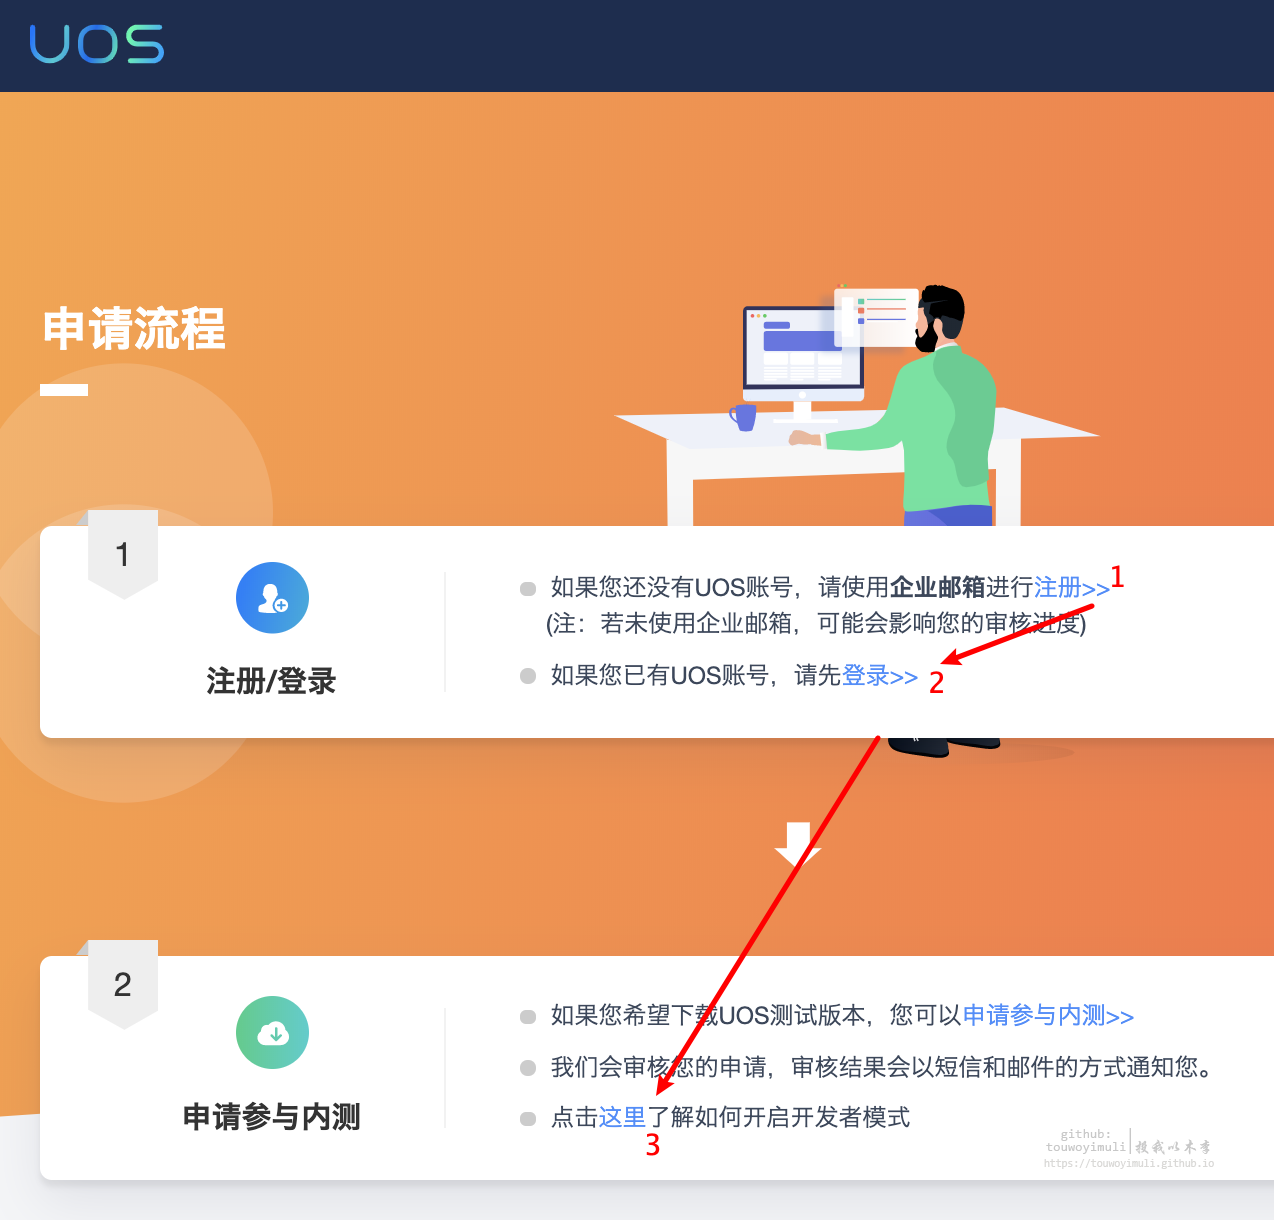 UOS
申请流程
1
注册/登录
如果您还没有UOS账号，请使用企业邮箱进行注册>>
1
(注：若未使用企业邮箱，可能会影响您的审核进度)
如果您已有UOS账号，请先登录>>
2
2
申请参与内测
如果您希望下载UOS测试版本，您可以申请参与内测>>
我们会审核您的申请，审核结果会以短信和邮件的方式通知您。
点击这里了解如何开启开发者模式
3
github:
touwoyimuli
投我以木李
https://touwoyimuli.github.io